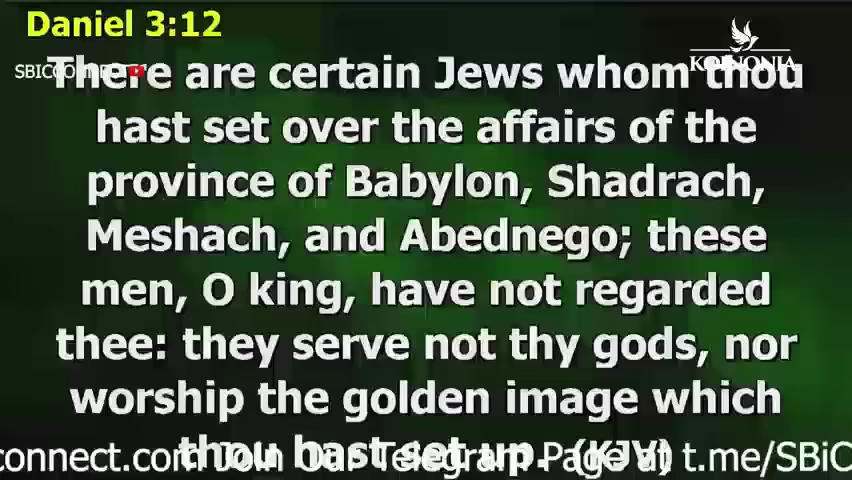 Daniel 3:12
KOINONIA
SBICCONNECT
There are certain Jews whom thou
hast set over the affairs of the
province of Babylon, Shadrach,
Meshach, and Abednego; these
men, O king, have not regarded
thee: they serve not thy gods, nor
worship the golden image which
thou hast set up. (KJV)
connect.com Join Our Telegram Page at t.me/SBiC